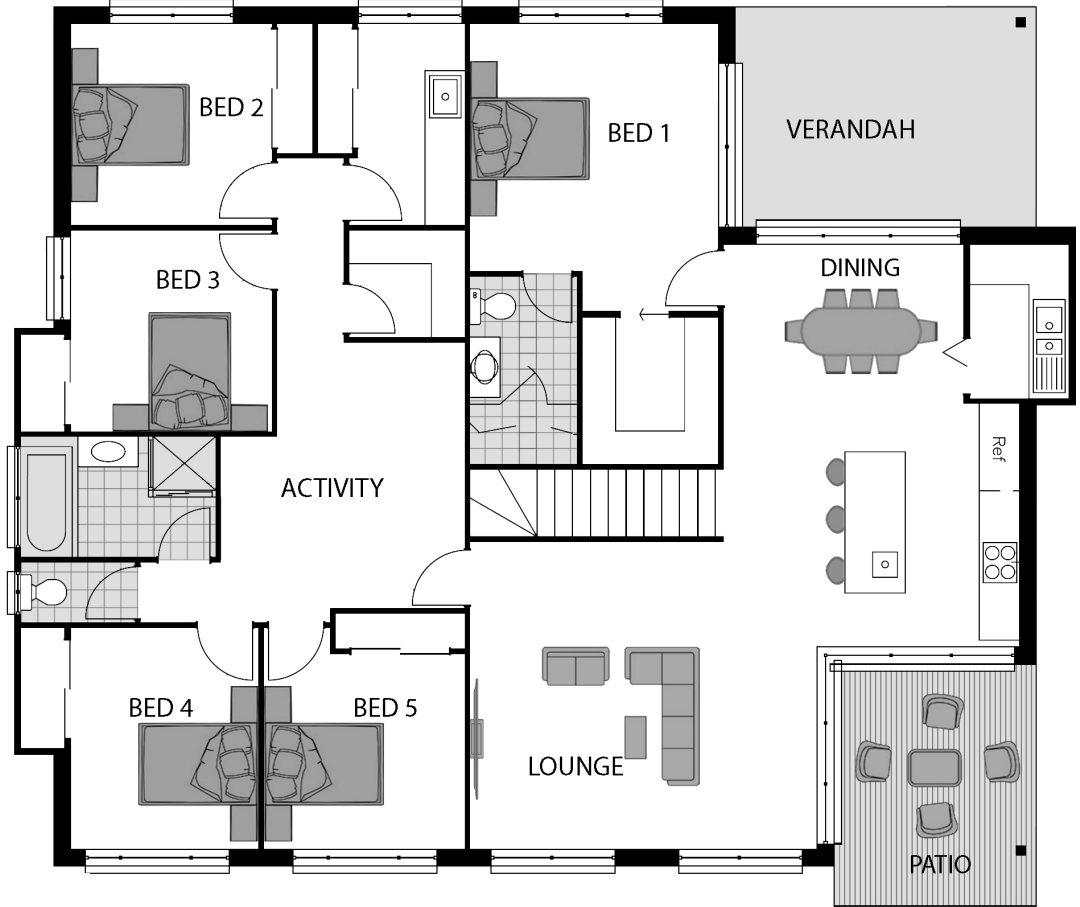 BED 2
BED 1
VERANDAH
BED 3
DINING
Ref
ACTIVITY
BED 4
BED 5
LOUNGE
PATIO